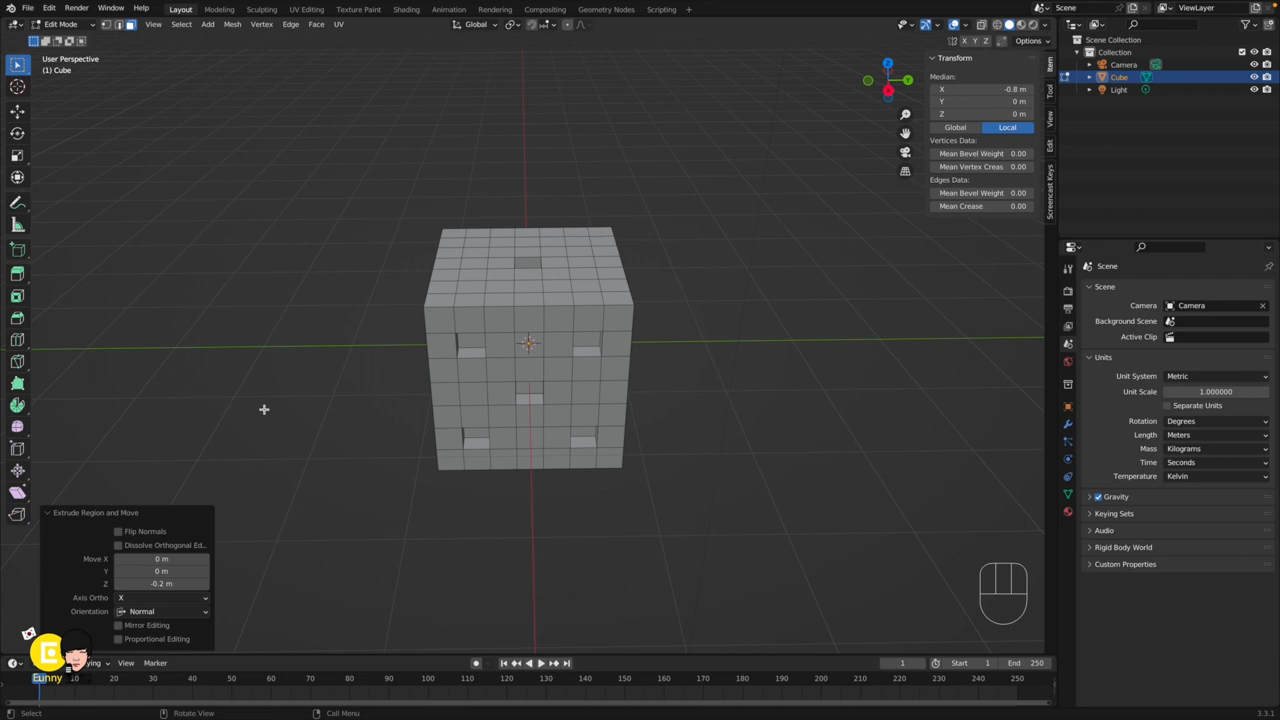 File Edit Render Window Help Layout Modeling Sculpting UV Editing Texture Paint Shading Animation Rendering Compositing Geometry Nodes Scripting Scene ViewLayer
Edit Mode View Select Add Mesh Vertex Edge Face UV Global
X Y Z Options
User Perspective
(1) Cube
Z
Y
X
Transform
Median:
X -0.8 m
Y 0 m
Z 0 m
Global Local
Vertices Data:
Mean Bevel Weight 0.00
Mean Vertex Creas 0.00
Edges Data:
Mean Bevel Weight 0.00
Mean Crease 0.00
Item
Tool
View
Edit
Screencast Keys
Scene Collection
Collection
Camera
Cube
Light
Scene
Scene
Camera Camera
Background Scene
Active Clip
Units
Unit System Metric
Unit Scale 1.000000
Separate Units
Rotation Degrees
Length Meters
Mass Kilograms
Time Seconds
Temperature Kelvin
Gravity
Keying Sets
Audio
Rigid Body World
Custom Properties
Extrude Region and Move
Flip Normals
Dissolve Orthogonal Ed...
Move X 0 m
Y 0 m
Z -0.2 m
Axis Ortho X
Orientation Normal
Mirror Editing
Proportional Editing
Eunny
View Marker 1 Start 1 End 250
10 20 30 40 50 60 70 80 90 100 110 120 130 140 150 160 170 180 190 200 210 220 230 240 250
Select Rotate View Call Menu 3.3.1